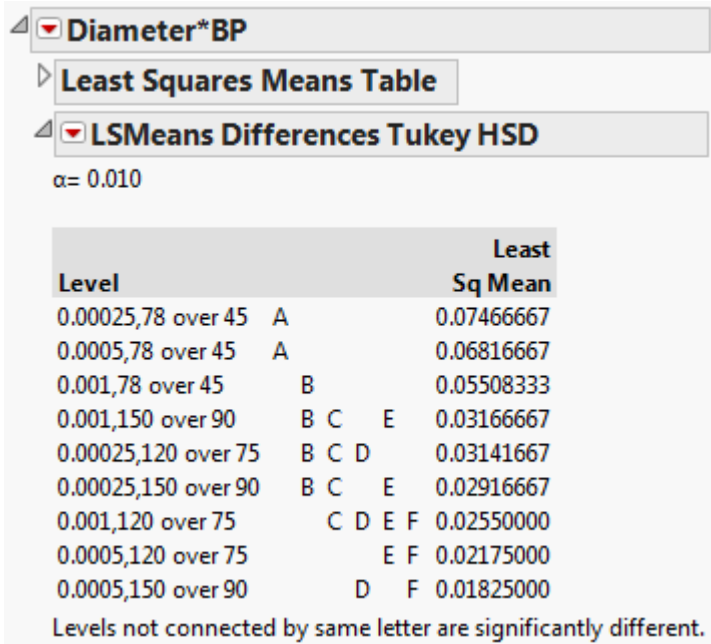 Diameter*BP
Least Squares Means Table
LSMeans Differences Tukey HSD
α= 0.010
Least
Level Sq Mean
0.00025,78 over 45 A 0.07466667
0.0005,78 over 45 A 0.06816667
0.001,78 over 45 B 0.05508333
0.001,150 over 90 B C E 0.03166667
0.00025,120 over 75 B C D 0.03141667
0.00025,150 over 90 B C E 0.02916667
0.001,120 over 75 C D E F 0.02550000
0.0005,120 over 75 E F 0.02175000
0.0005,150 over 90 D F 0.01825000
Levels not connected by same letter are significantly different.